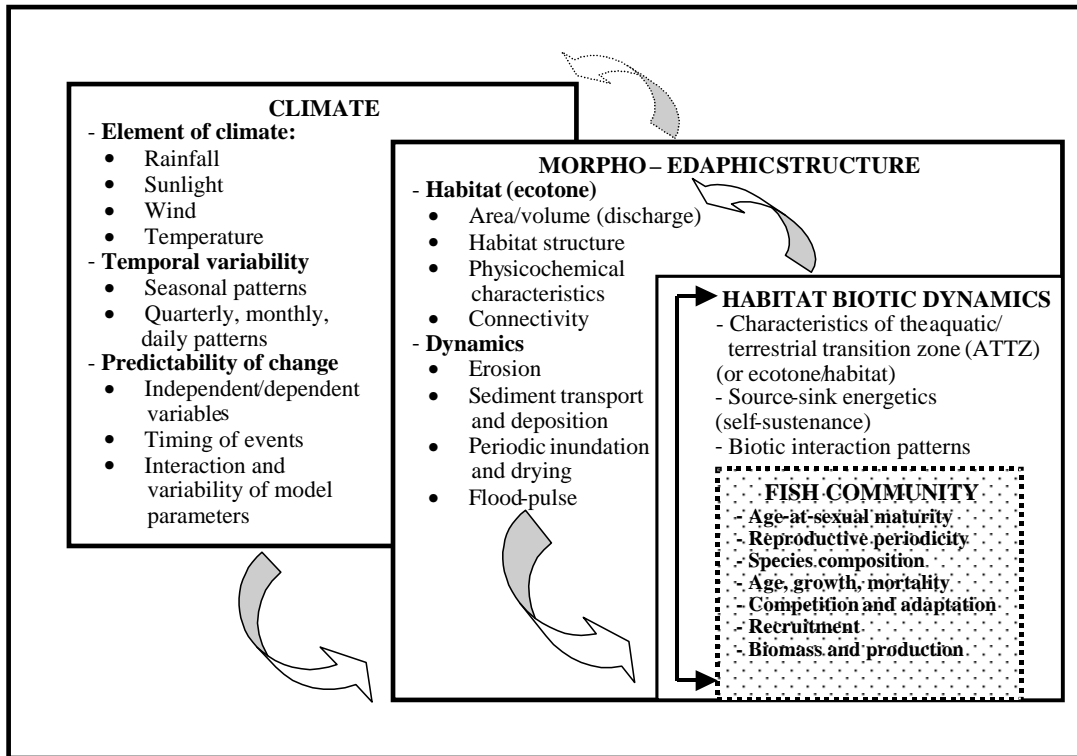 CLIMATE
- Element of climate:
• Rainfall
• Sunlight
• Wind
• Temperature
- Temporal variability
• Seasonal patterns
• Quarterly, monthly,
daily patterns
- Predictability of change
• Independent/dependent
variables
• Timing of events
• Interaction and
variability of model
parameters
MORPHO – EDAPHIC STRUCTURE
- Habitat (ecotone)
• Area/volume (discharge)
• Habitat structure
• Physicochemical
characteristics
• Connectivity
- Dynamics
• Erosion
• Sediment transport
and deposition
• Periodic inundation
and drying
• Flood-pulse
HABITAT BIOTIC DYNAMICS
- Characteristics of the aquatic/
terrestrial transition zone (ATTZ)
(or ecotone/habitat)
- Source-sink energetics
(self-sustenance)
- Biotic interaction patterns
FISH COMMUNITY
- Age-at-sexual maturity
- Reproductive periodicity
- Species composition
- Age, growth, mortality
- Competition and adaptation
- Recruitment
- Biomass and production